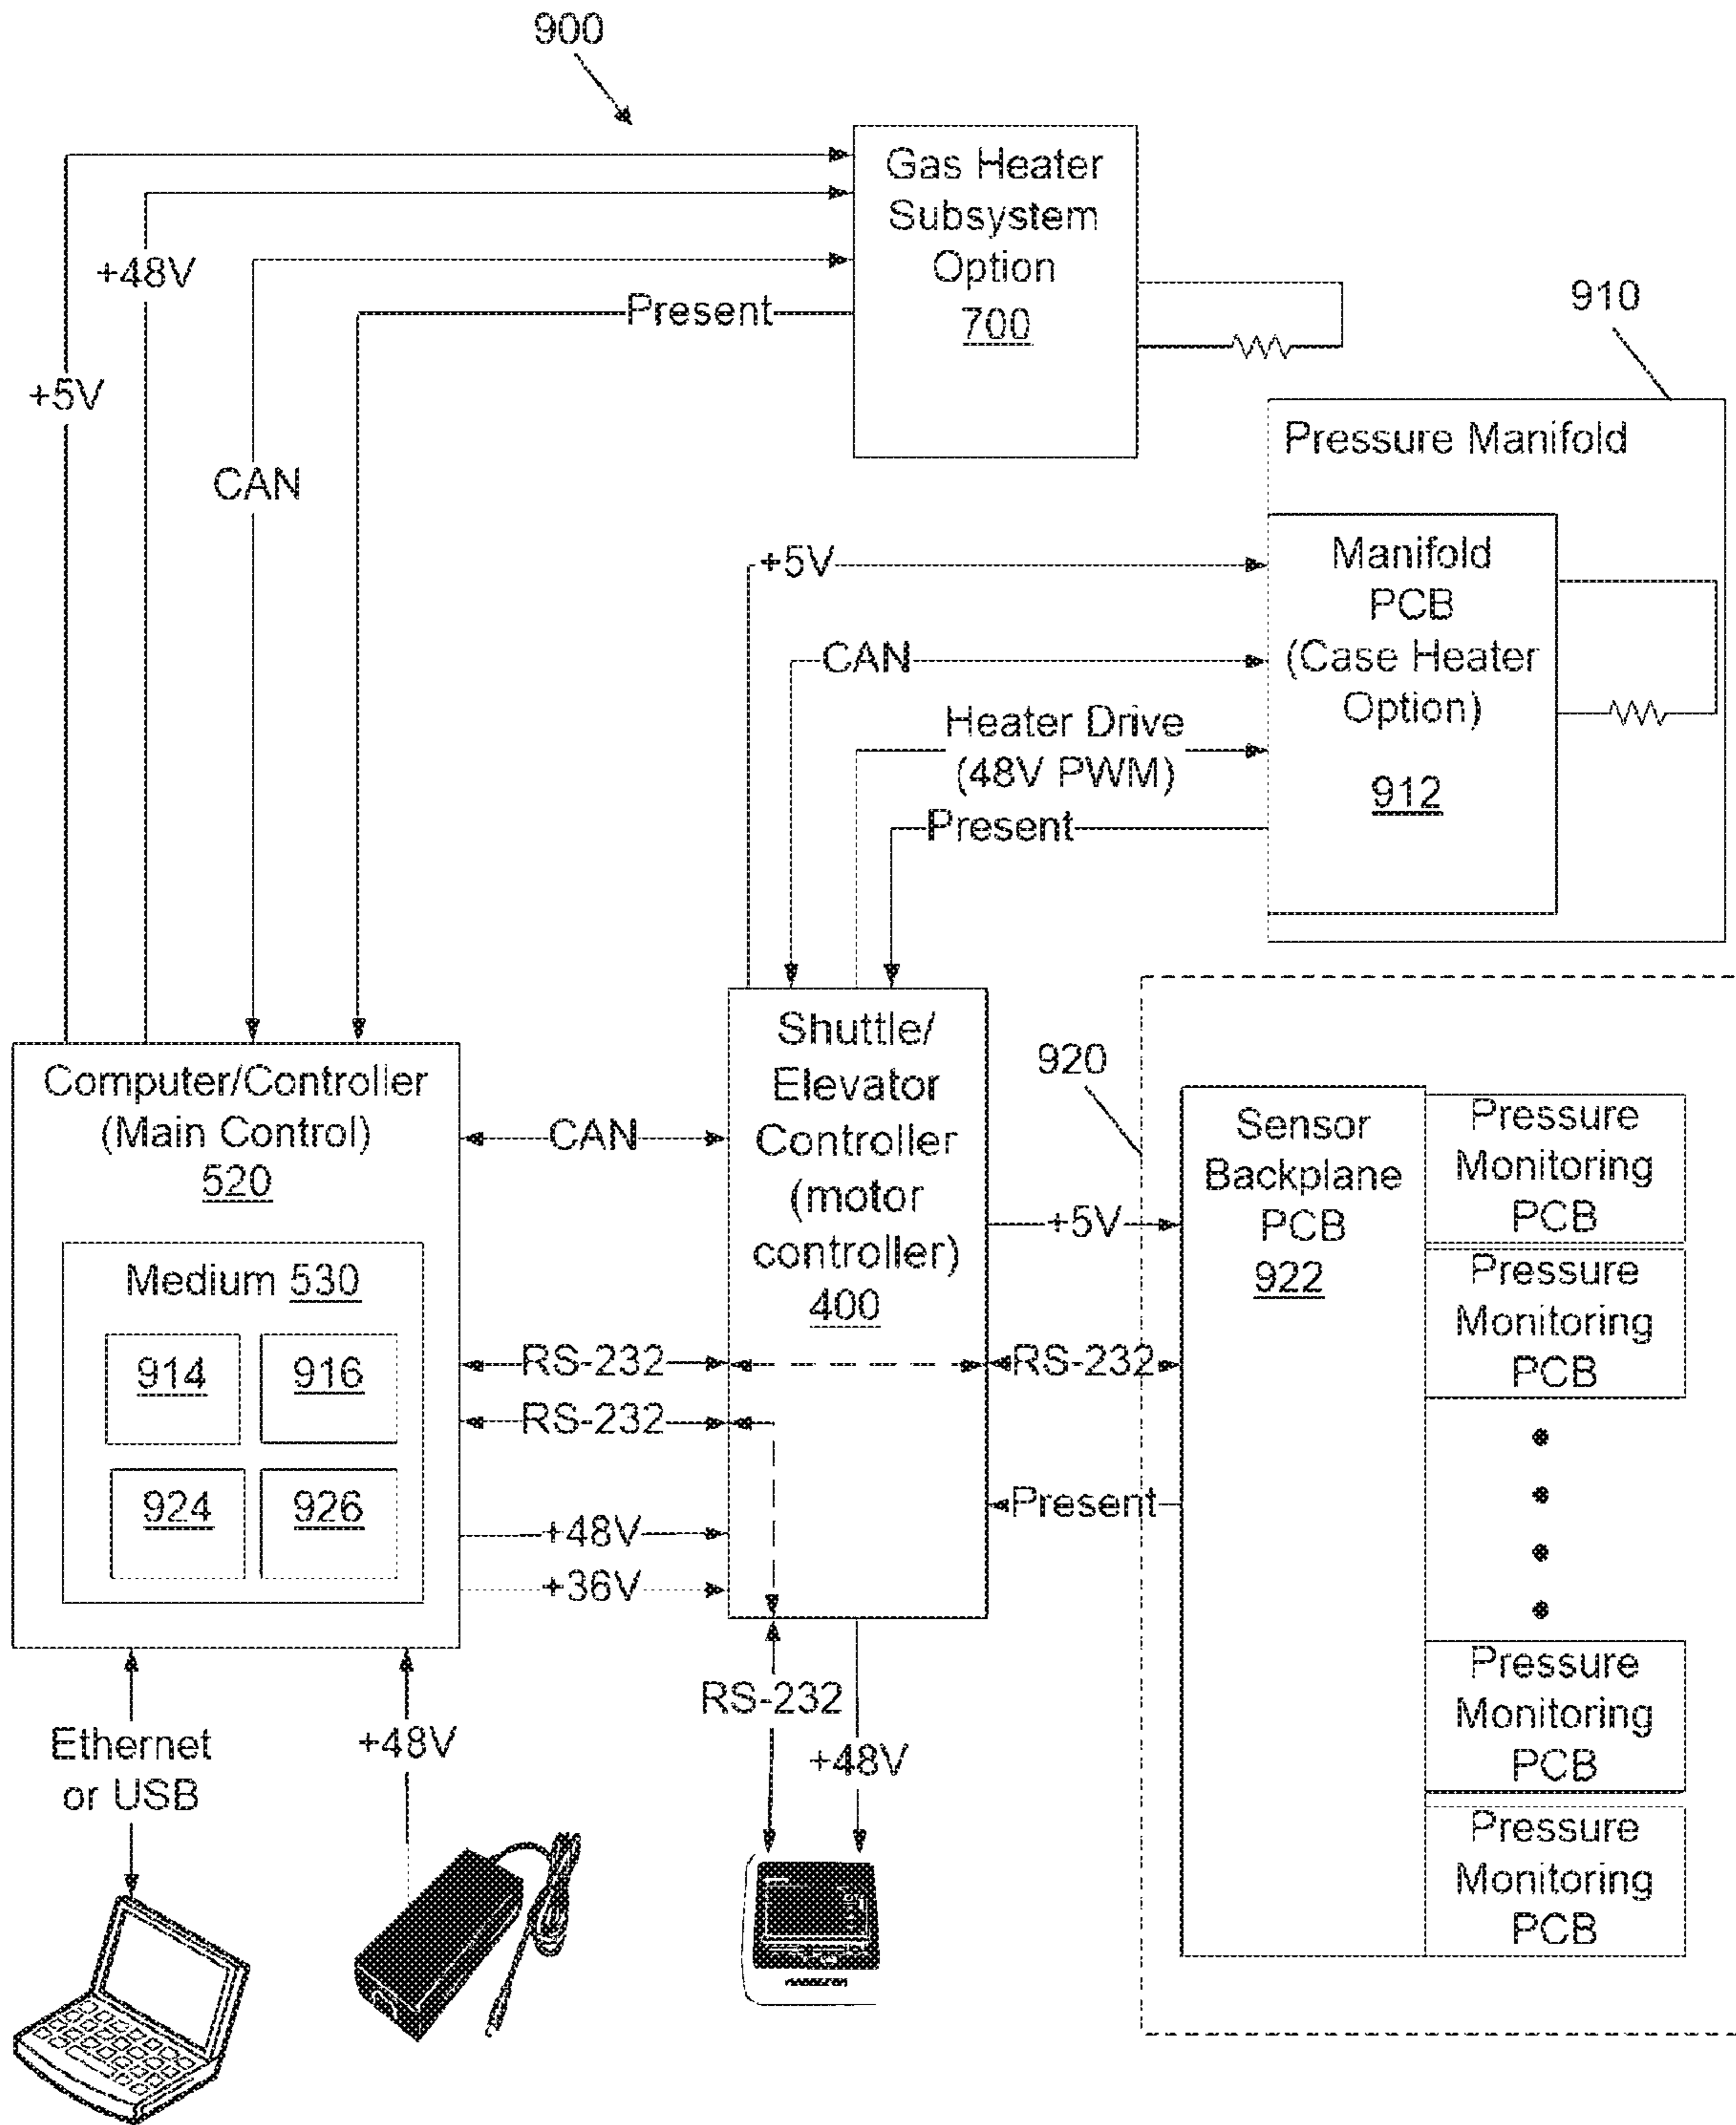 900
Gas Heater
Subsystem
Option
700
+48V
Present
+5V
CAN
910
Pressure Manifold
Manifold
PCB
(Case Heater
Option)
912
+5V
CAN
Heater Drive
(48V PWM)
Present
Computer/Controller
(Main Control)
520
Medium 530
914
916
924
926
CAN
RS-232
RS-232
+48V
+36V
Shuttle/
Elevator
Controller
(motor
controller)
400
920
+5V
RS-232
Present
Sensor
Backplane
PCB
922
Pressure
Monitoring
PCB
Pressure
Monitoring
PCB
Pressure
Monitoring
PCB
Pressure
Monitoring
PCB
Ethernet
or USB
+48V
RS-232
+48V